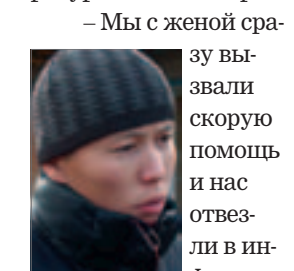 – Мы с женой сра-
зу вы-
звали
скорую
помощь
и нас
отвез-
ли в ин-